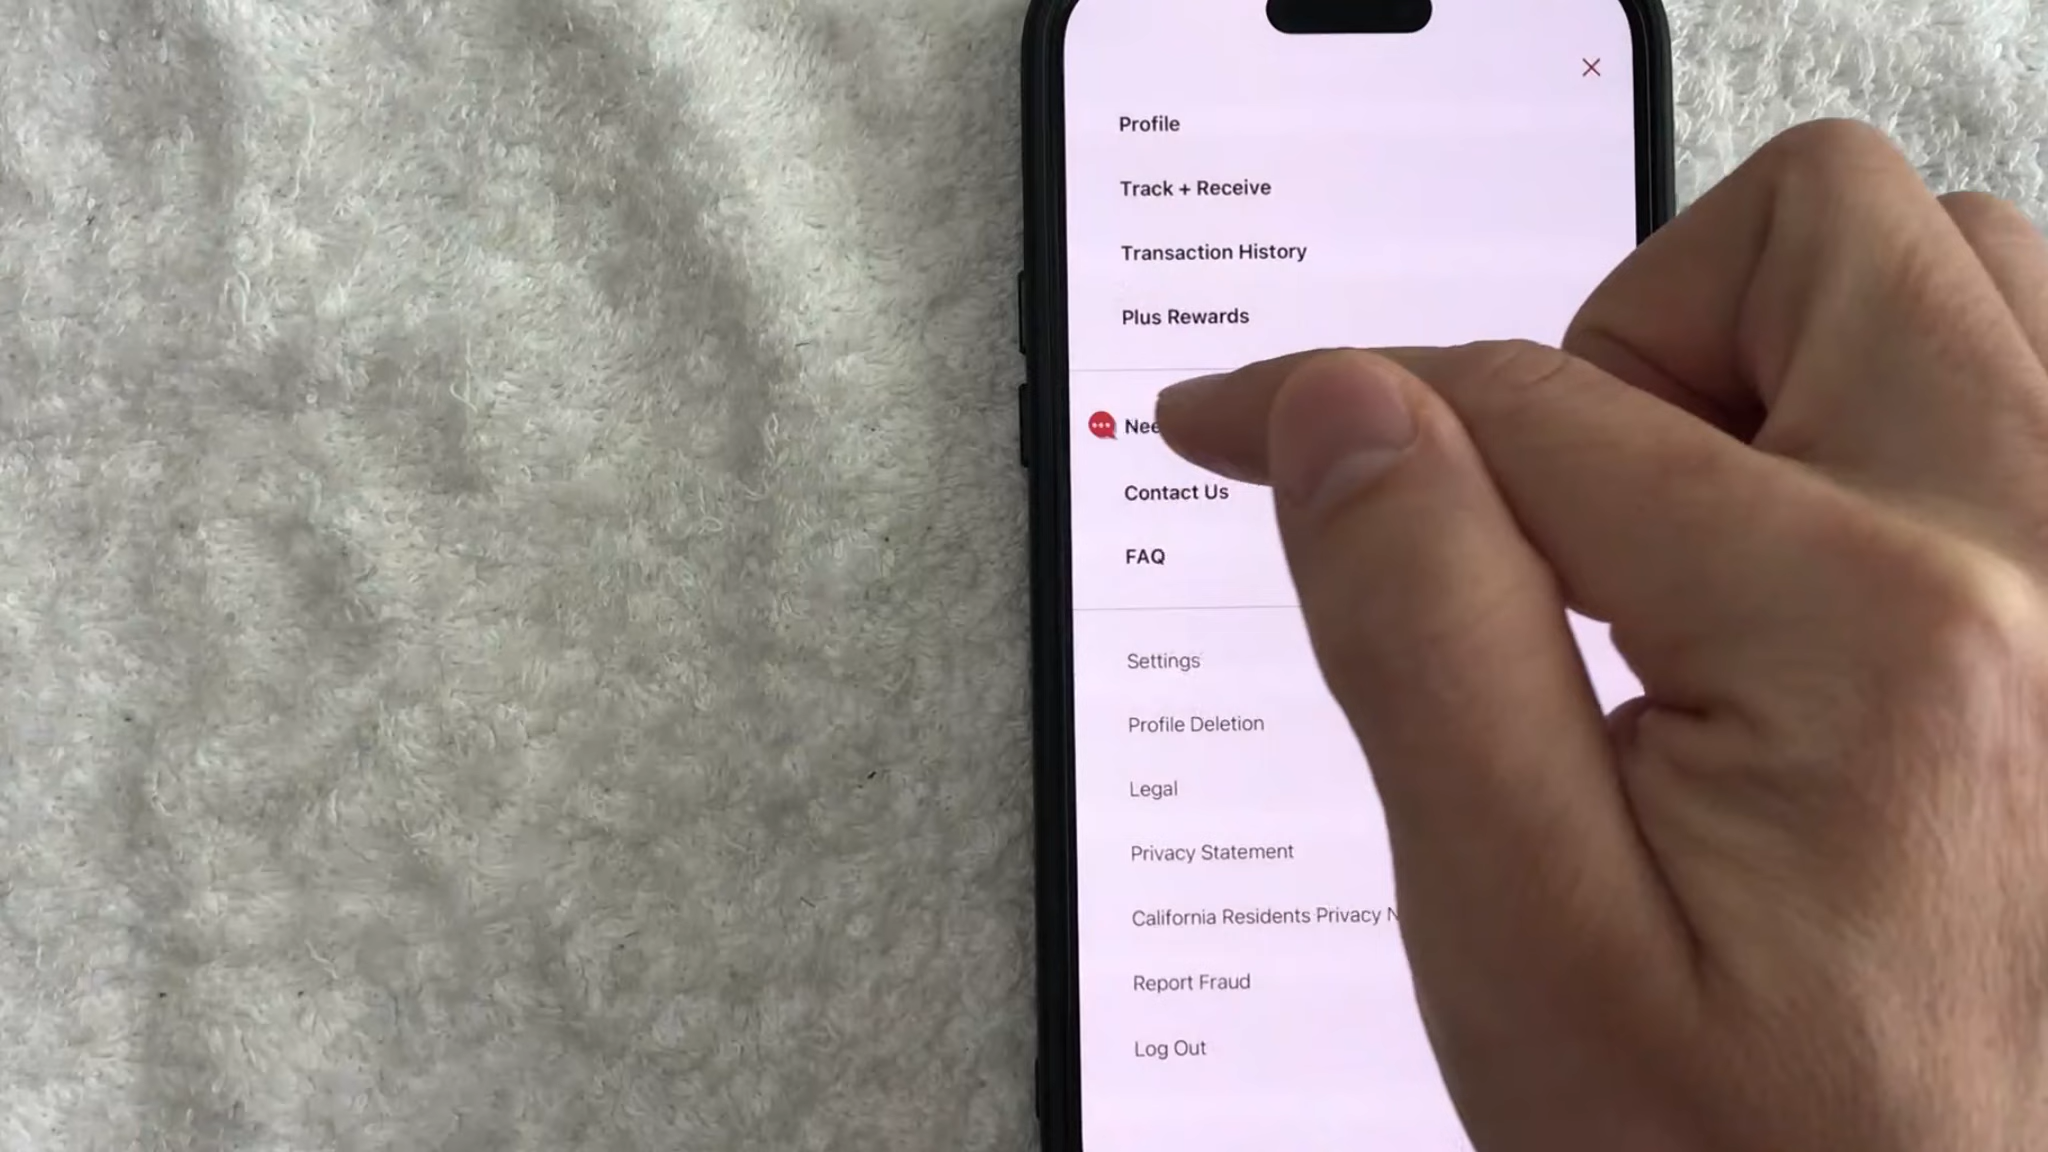 Profile
Track + Receive
Transaction History
Plus Rewards
Contact Us
FAQ
Settings
Profile Deletion
Legal
Privacy Statement
California Residents Privacy
Report Fraud
Log Out